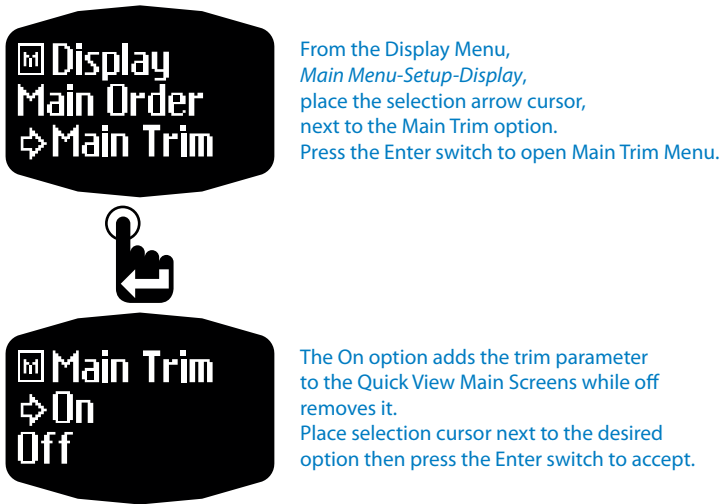 M Display
Main Order
Main Trim
From the Display Menu,
Main Menu-Setup-Display,
place the selection arrow cursor,
next to the Main Trim option.
Press the Enter switch to open Main Trim Menu.
M Main Trim
On
Off
The On option adds the trim parameter
to the Quick View Main Screens while off
removes it.
Place selection cursor next to the desired
option then press the Enter switch to accept.